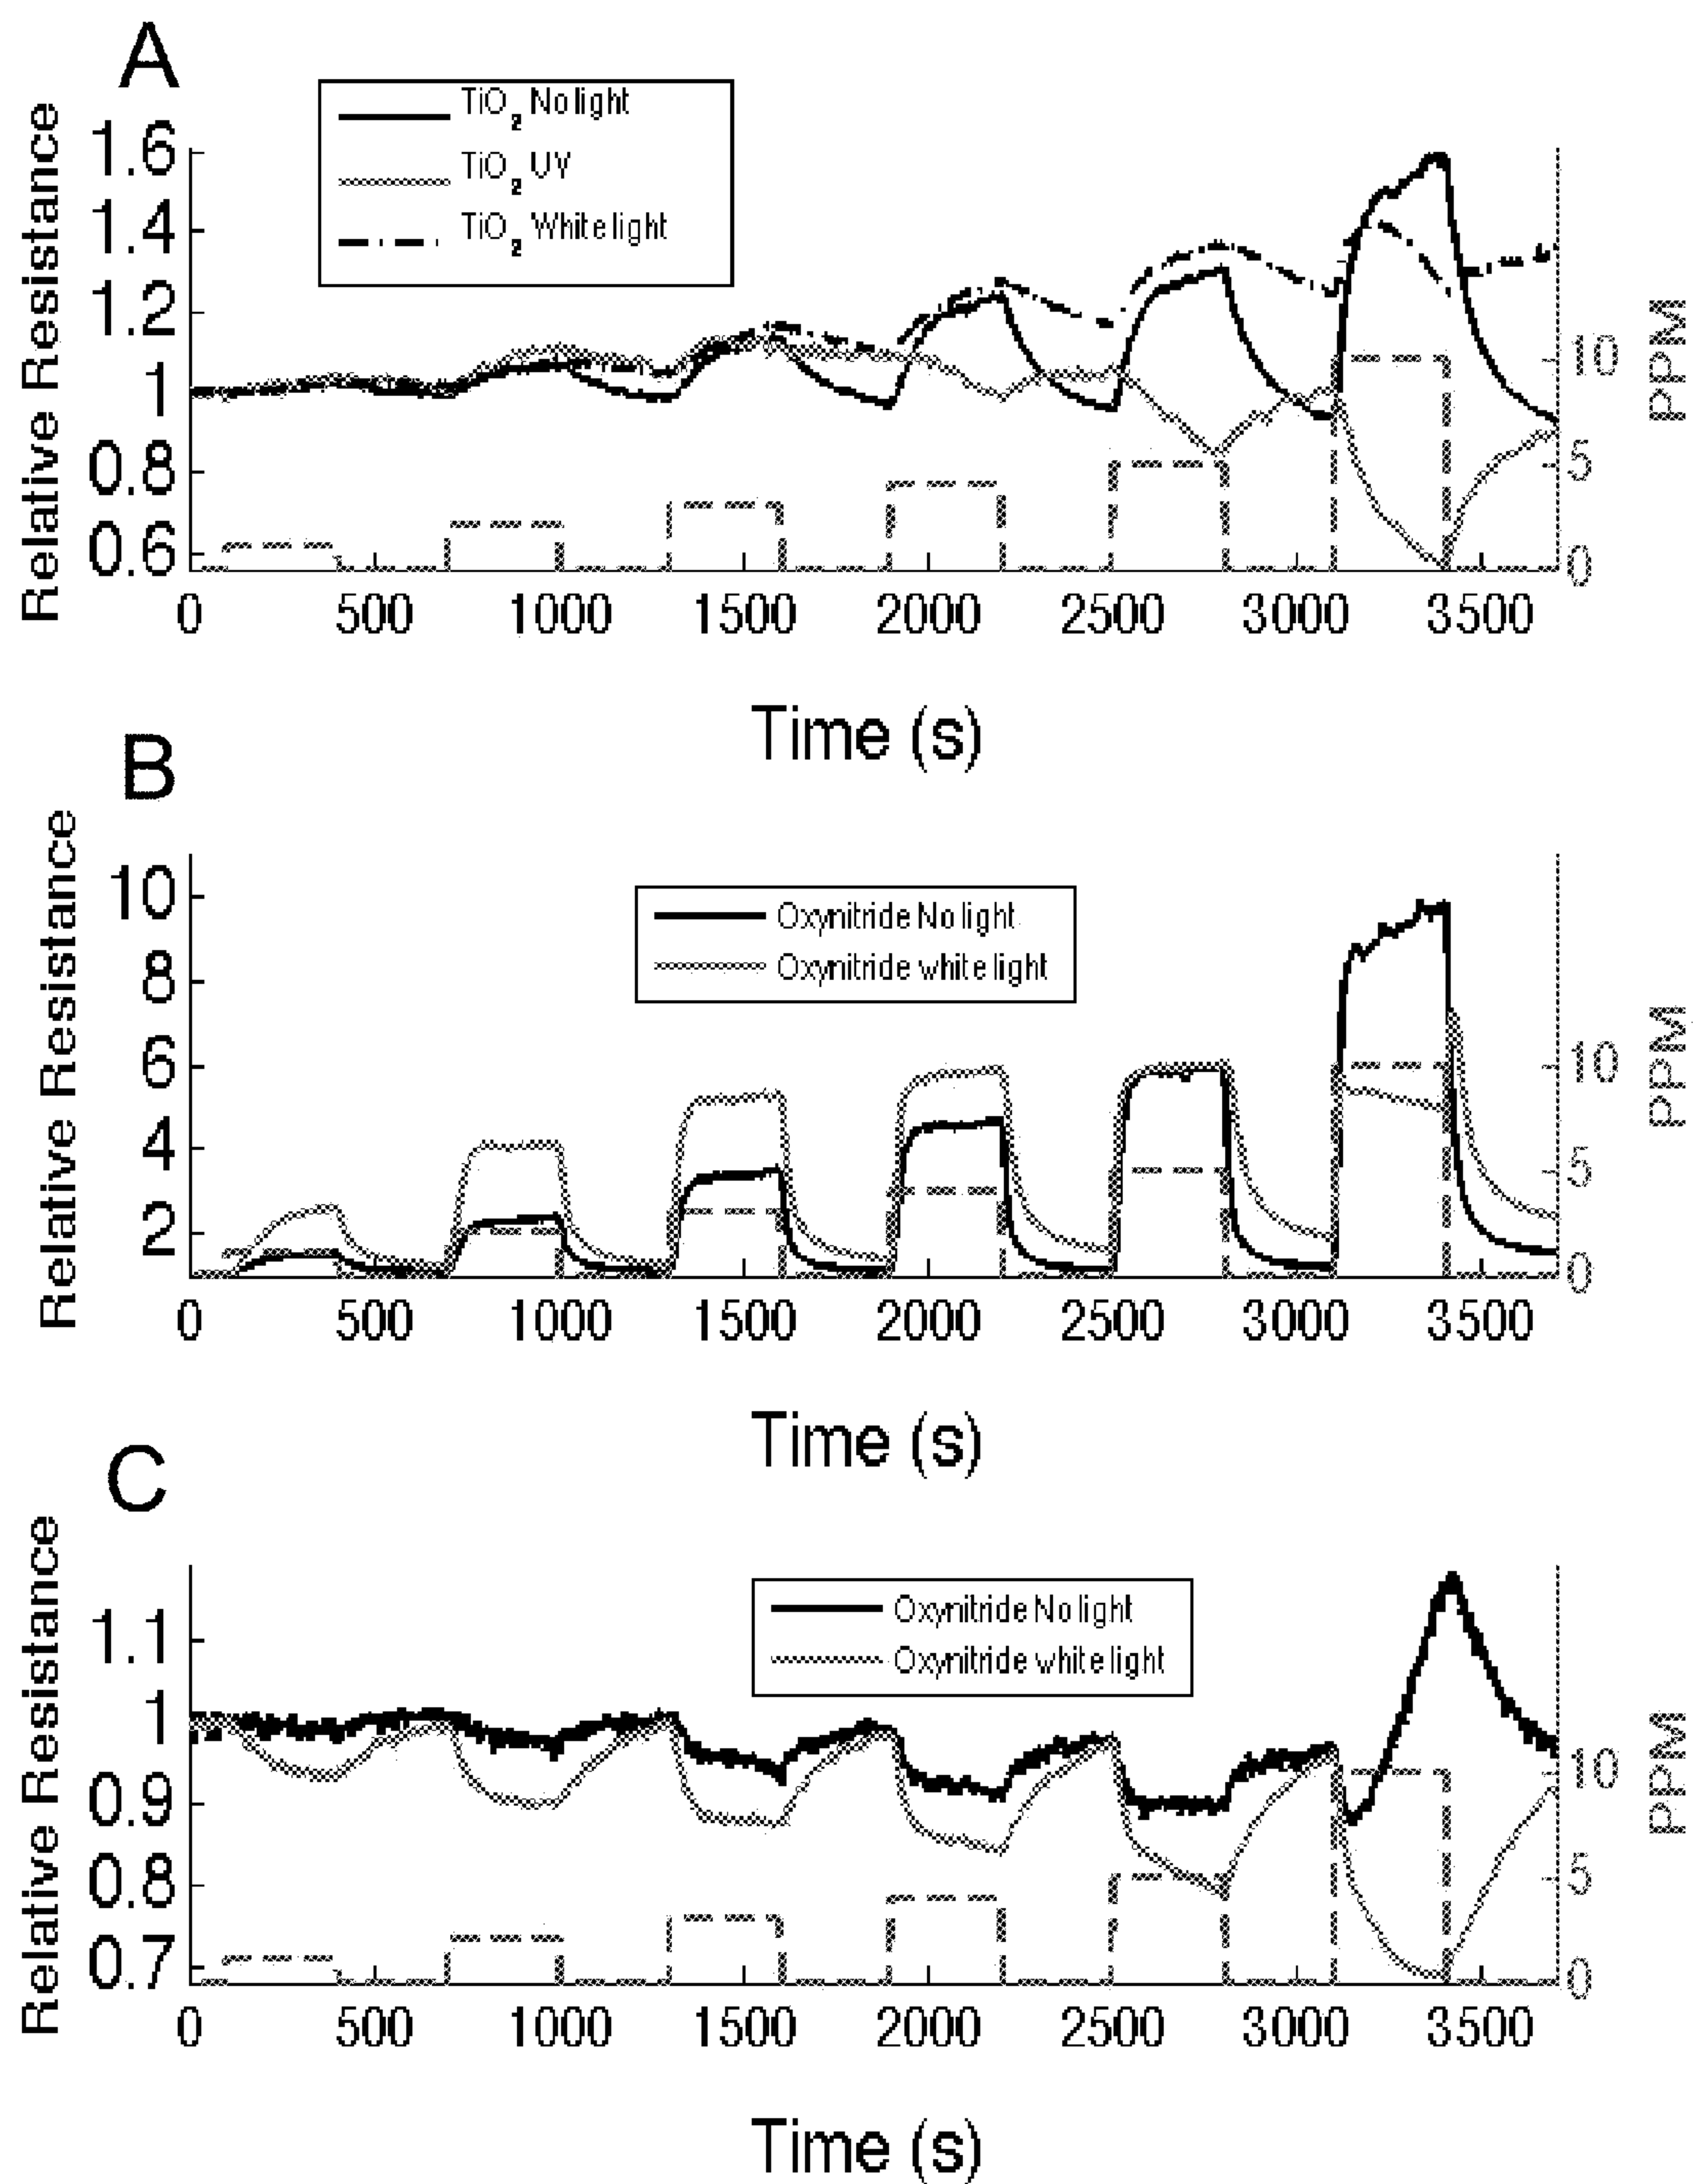 A
TiO2 No light
TiO2 UV
TiO2 White light
Relative Resistance
1.6
1.4
1.2
1
0.8
0.6
PPM
10
5
0
0 500 1000 1500 2000 2500 3000 3500
Time (s)
B
Oxynitride No light
Oxynitride white light
Relative Resistance
10
8
6
4
2
PPM
10
5
0
0 500 1000 1500 2000 2500 3000 3500
Time (s)
C
Oxynitride No light
Oxynitride white light
Relative Resistance
1.1
1
0.9
0.8
0.7
PPM
10
5
0
0 500 1000 1500 2000 2500 3000 3500
Time (s)